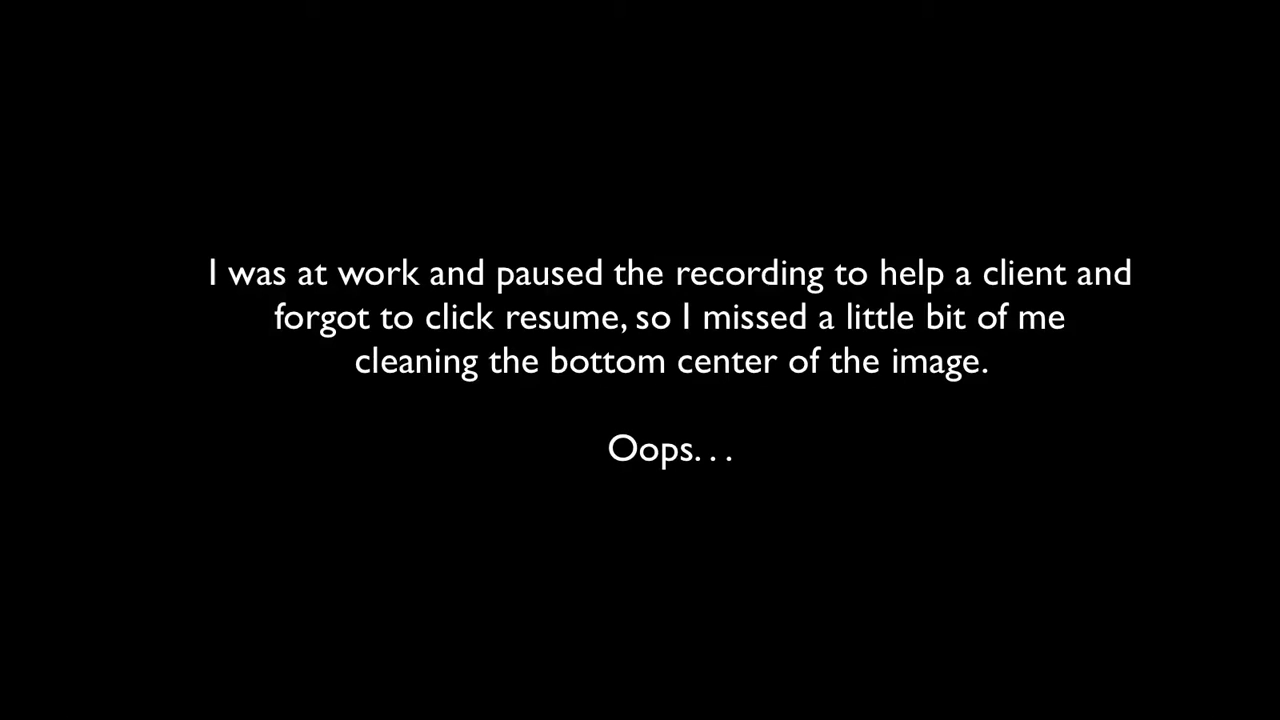 I was at work and paused the recording to help a client and
forgot to click resume, so I missed a little bit of me
cleaning the bottom center of the image.
Oops. . .